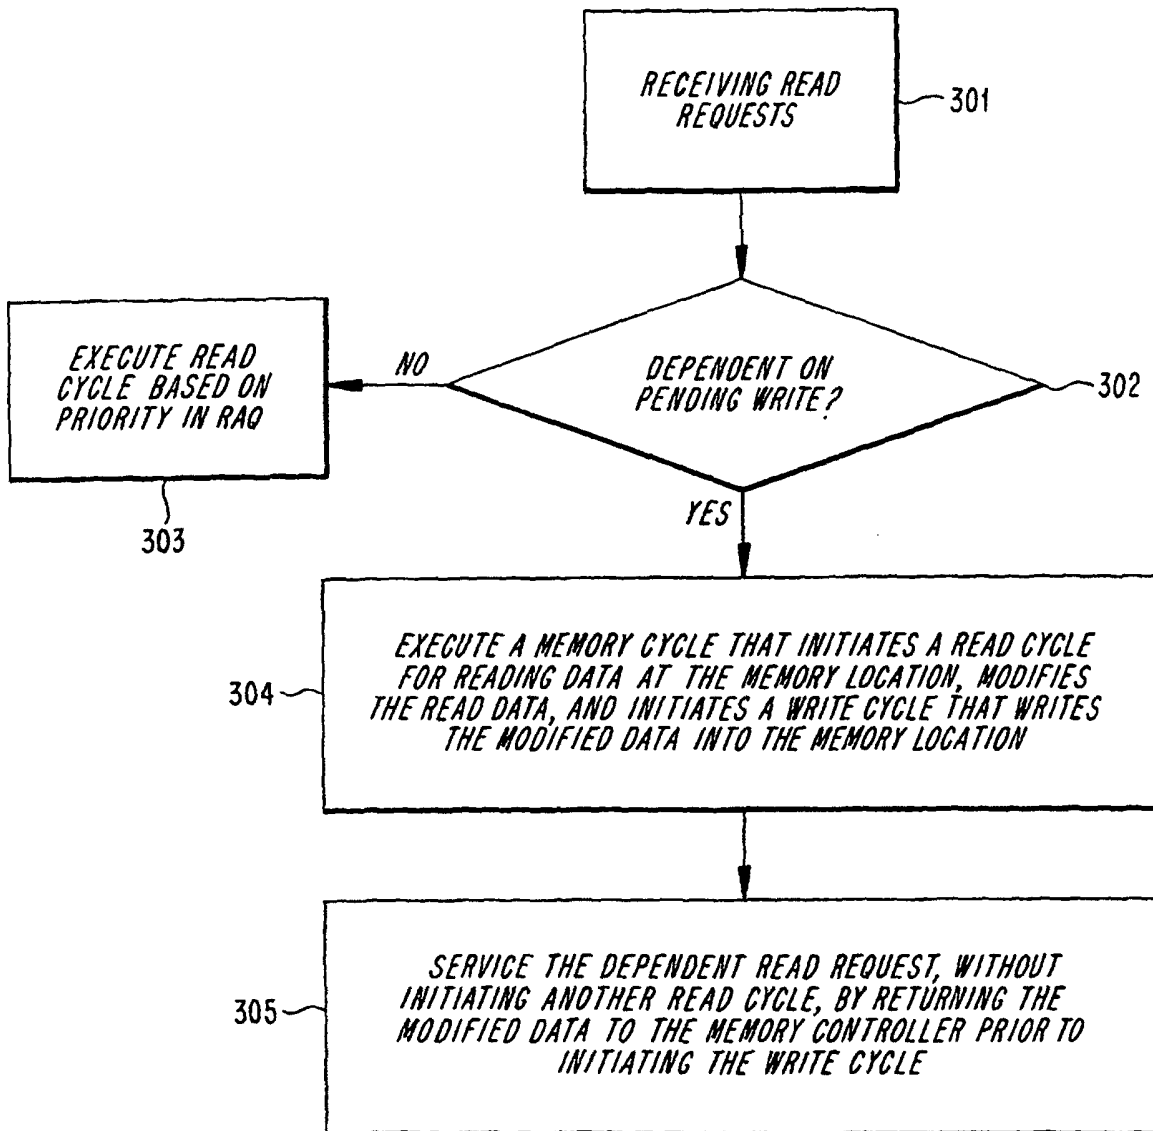 RECEIVING READ
REQUESTS
301
DEPENDENT ON
PENDING WRITE?
302
NO
EXECUTE READ
CYCLE BASED ON
PRIORITY IN RAQ
303
YES
EXECUTE A MEMORY CYCLE THAT INITIATES A READ CYCLE
FOR READING DATA AT THE MEMORY LOCATION, MODIFIES
THE READ DATA, AND INITIATES A WRITE CYCLE THAT WRITES
THE MODIFIED DATA INTO THE MEMORY LOCATION
304
SERVICE THE DEPENDENT READ REQUEST, WITHOUT
INITIATING ANOTHER READ CYCLE, BY RETURNING THE
MODIFIED DATA TO THE MEMORY CONTROLLER PRIOR TO
INITIATING THE WRITE CYCLE
305